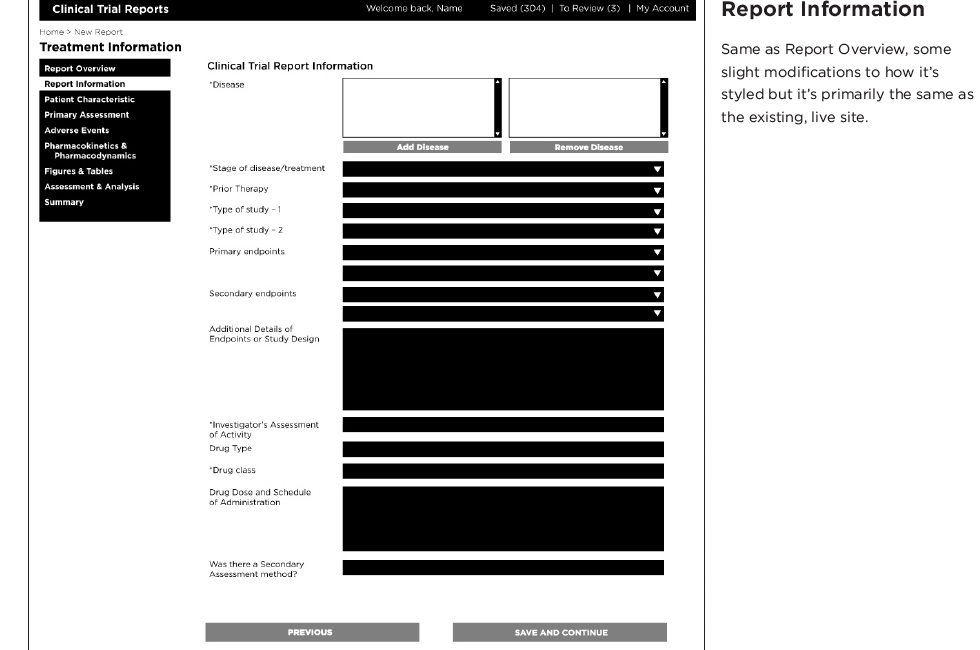 Clinical Trial Reports
Welcome back, Name Saved (304) | To Review (3) | My Account
Home > New Report
Treatment Information
Report Overview
Report Information
Patient Characteristic
Primary Assessment
Adverse Events
Pharmacokinetics &
Pharmacodynamics
Figures & Tables
Assessment & Analysis
Summary
Clinical Trial Report Information
*Disease
Add Disease
Remove Disease
*Stage of disease/treatment
*Prior Therapy
*Type of study – 1
*Type of study – 2
Primary endpoints
Secondary endpoints
Additional Details of
Endpoints or Study Design
*Investigator's Assessment
of Activity
Drug Type
*Drug class
Drug Dose and Schedule
of Administration
Was there a Secondary
Assessment method?
PREVIOUS
SAVE AND CONTINUE
Report Information
Same as Report Overview, some
slight modifications to how it's
styled but it's primarily the same as
the existing, live site.